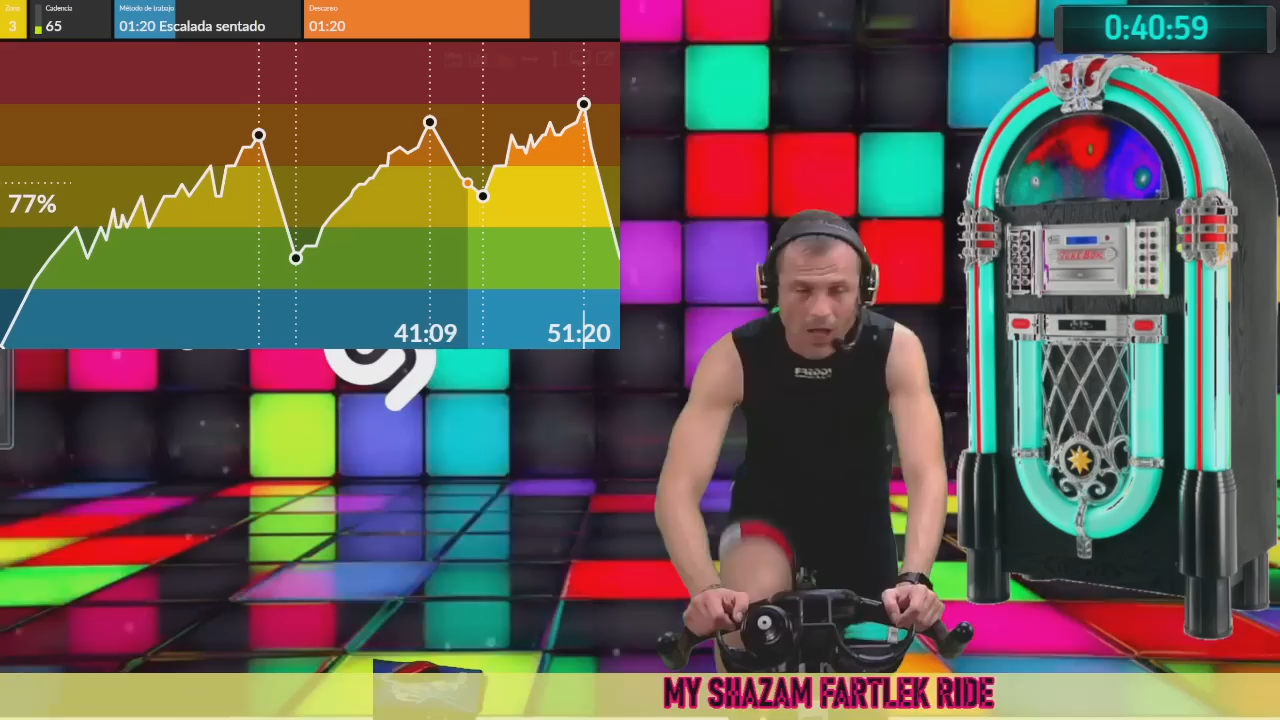 Zona
3
Cadencia
65
Método de trabajo
01:20 Escalada sentado
Descanso
01:20
0:40:59
77%
41:09
51:20
JUKEBOX
MY SHAZAM FARTLEK RIDE